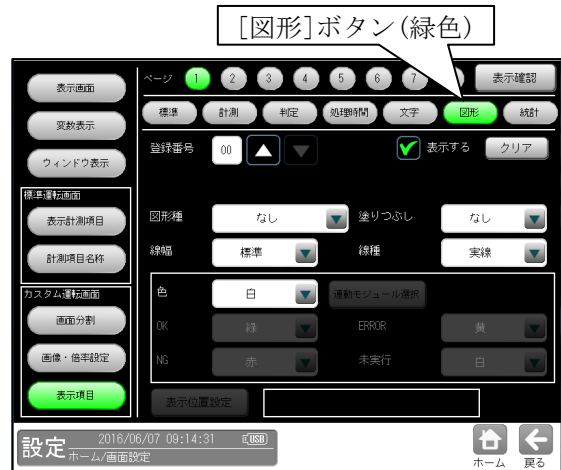 [図形]ボタン(緑色)
表示画面
変数表示
ウィンドウ表示
標準運転画面
表示計測項目
計測項目名称
カスタム運転画面
画面分割
画像・倍率設定
表示項目
ページ 1 2 3 4 5 6 7 表示確認
標準 計測 判定 処理時間 文字 図形 統計
登録番号 00 表示する クリア
図形種 なし 塗りつぶし なし
線幅 標準 線種 実線
色 白 連動モジュール選択
OK 緑 ERROR 黄
NG 赤 未実行 白
表示位置設定
設定 2016/06/07 09:14:31 USB
ホーム/画面設定
ホーム 戻る